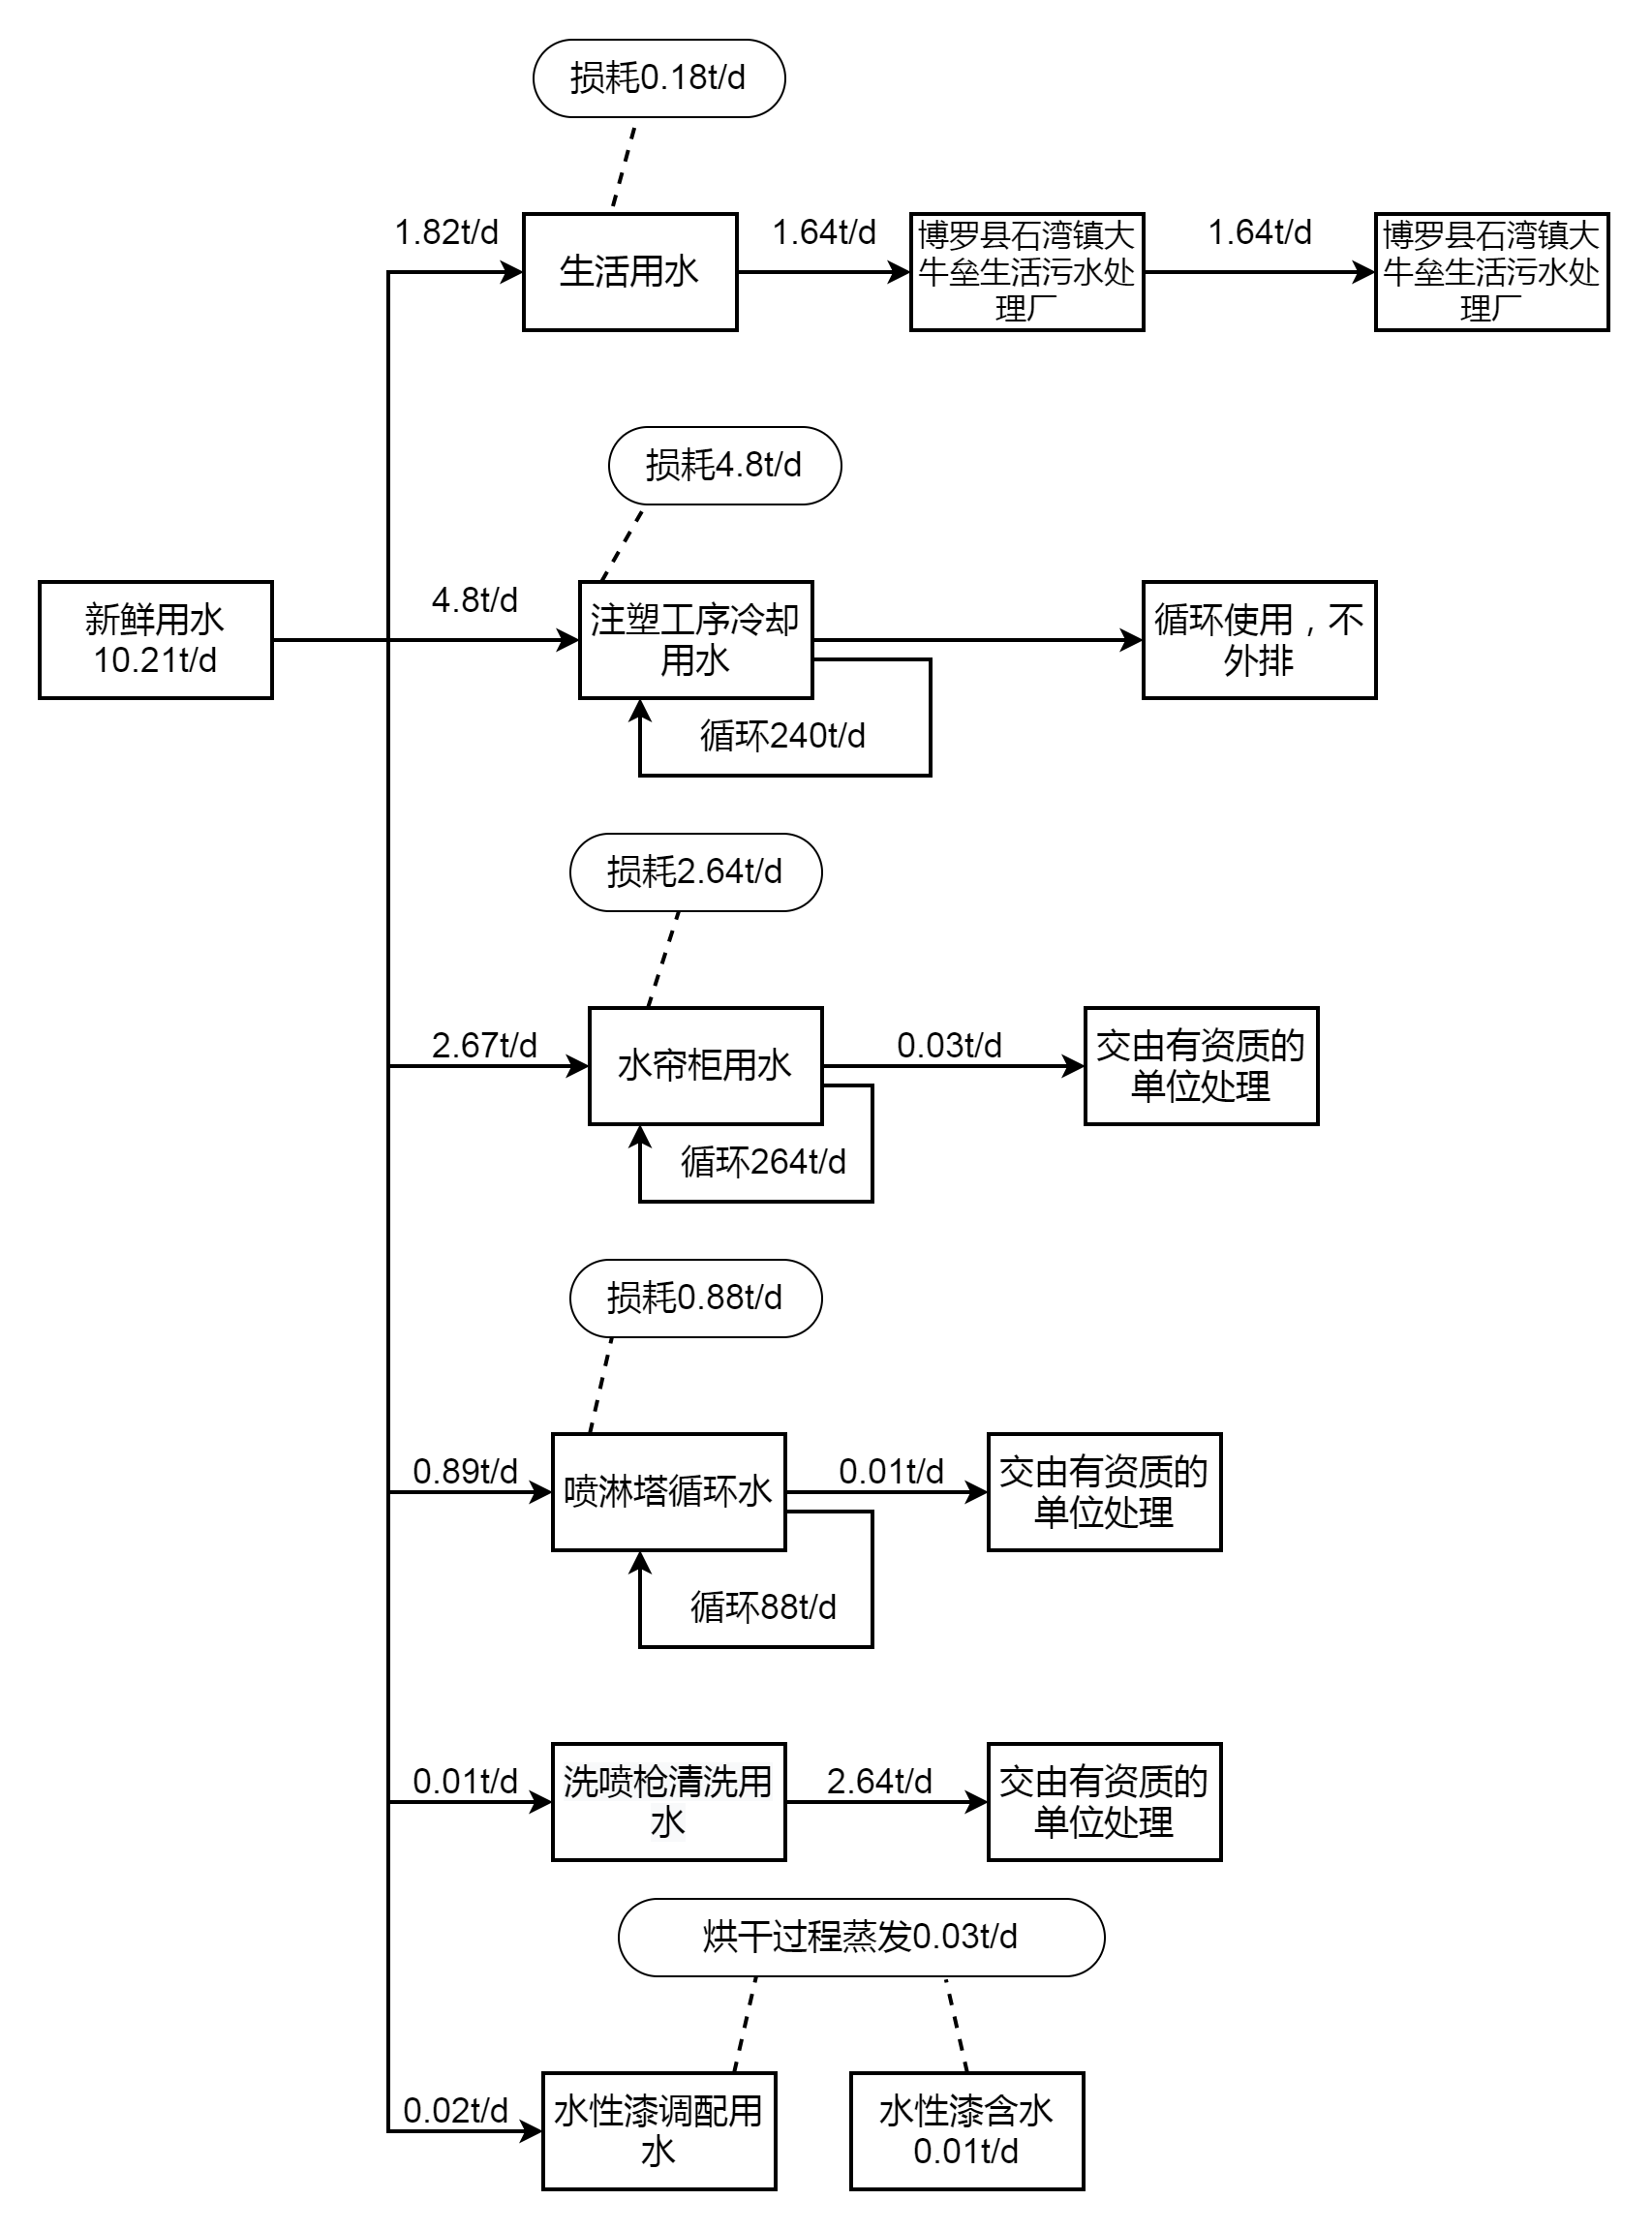 损耗0.18t/d
1.82t/d
生活用水
1.64t/d
博罗县石湾镇大
牛垒生活污水处
理厂
1.64t/d
博罗县石湾镇大
牛垒生活污水处
理厂
损耗4.8t/d
新鲜用水
10.21t/d
4.8t/d
注塑工序冷却
用水
循环使用，不
外排
循环240t/d
损耗2.64t/d
2.67t/d
水帘柜用水
0.03t/d
交由有资质的
单位处理
循环264t/d
损耗0.88t/d
0.89t/d
喷淋塔循环水
0.01t/d
交由有资质的
单位处理
循环88t/d
0.01t/d
洗喷枪清洗用
水
2.64t/d
交由有资质的
单位处理
烘干过程蒸发0.03t/d
0.02t/d
水性漆调配用
水
水性漆含水
0.01t/d